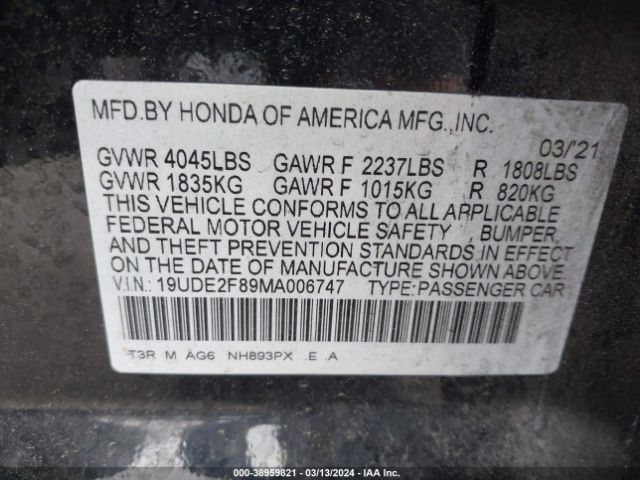 MFD.BY HONDA OF AMERICA MFG.,INC.
03/'21
GVWR 4045LBS GAWR F 2237LBS R 1808LBS
GVWR 1835KG GAWR F 1015KG R 820KG
THIS VEHICLE CONFORMS TO ALL APPLICABLE
FEDERAL MOTOR VEHICLE SAFETY , BUMPER,
AND THEFT PREVENTION STANDARDS IN EFFECT
ON THE DATE OF MANUFACTURE SHOWN ABOVE.
V.I.N.: 19UDE2F89MA006747 TYPE:PASSENGER CAR
T3R M AG6 NH893PX .E .A
000-38959821 - 03/13/2024 - IAA Inc.